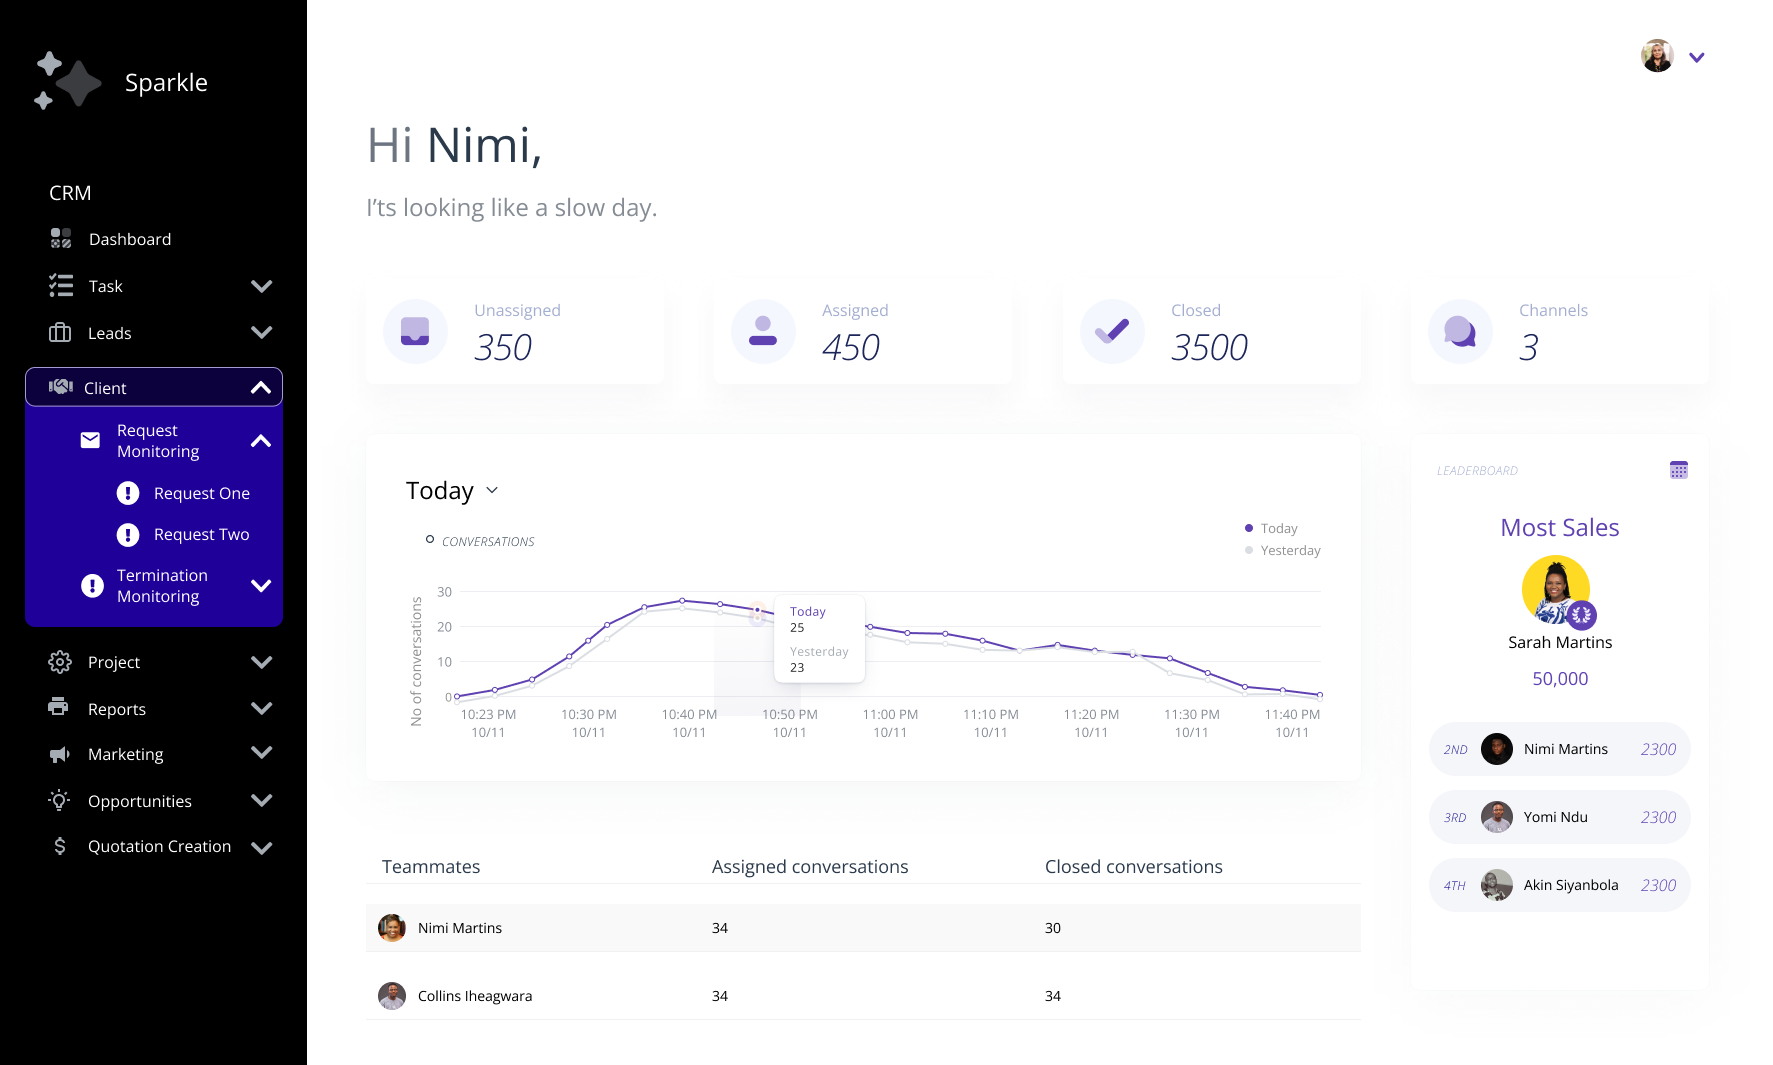 Sparkle
CRM
Dashboard
Task
Leads
Client
Request
Monitoring
Request One
Request Two
Termination
Monitoring
Project
Reports
Marketing
Opportunities
Quotation Creation
Hi Nimi,
I’ts looking like a slow day.
Unassigned
350
Assigned
450
Closed
3500
Channels
3
Today
CONVERSATIONS
Today
Yesterday
No of conversations
30
20
10
0
Today
25
Yesterday
23
10:23 PM
10/11
10:30 PM
10/11
10:40 PM
10/11
10:50 PM
10/11
11:00 PM
10/11
11:10 PM
10/11
11:20 PM
10/11
11:30 PM
10/11
11:40 PM
10/11
LEADERBOARD
Most Sales
Sarah Martins
50,000
2ND Nimi Martins 2300
3RD Yomi Ndu 2300
4TH Akin Siyanbola 2300
Teammates Assigned conversations Closed conversations
Nimi Martins 34 30
Collins Iheagwara 34 34